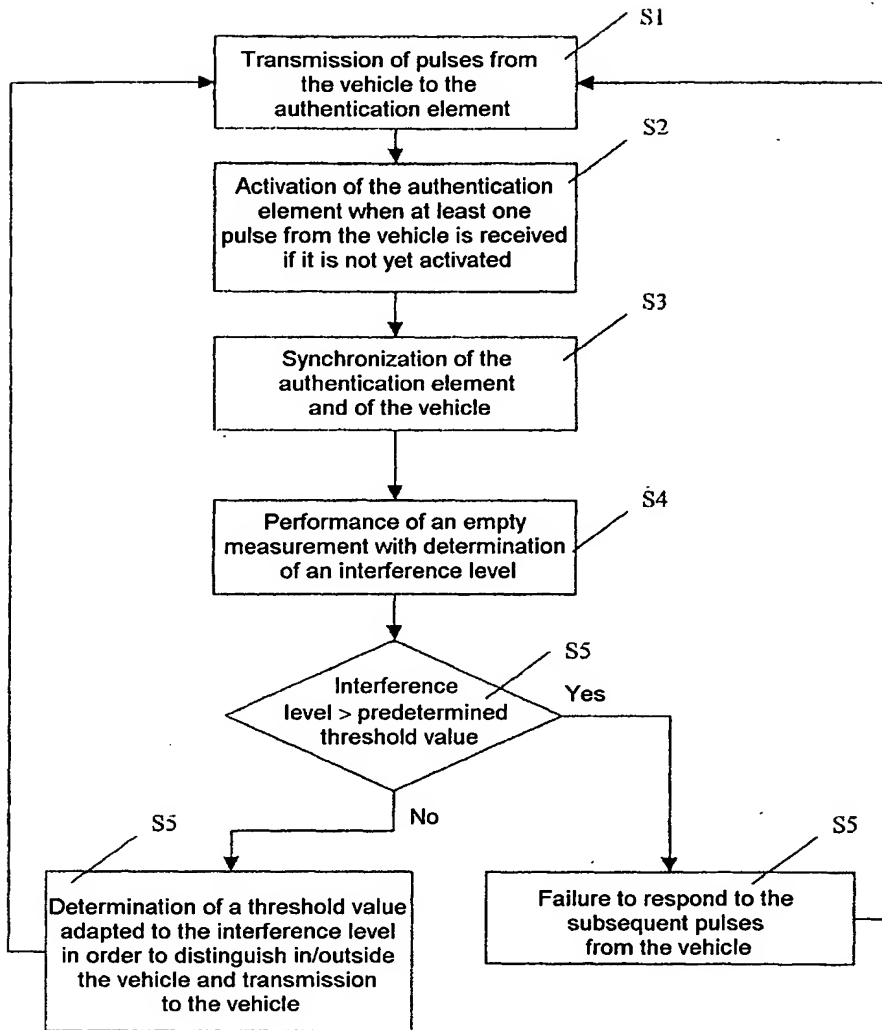 S1
Transmission of pulses from
the vehicle to the
authentication element
S2
Activation of the authentication
element when at least one
pulse from the vehicle is received
if it is not yet activated
S3
Synchronization of the
authentication element
and of the vehicle
S4
Performance of an empty
measurement with determination
of an interference level
S5
Interference
level > predetermined
threshold value
Yes
No
S5
Determination of a threshold value
adapted to the interference level
in order to distinguish in/outside
the vehicle and transmission
to the vehicle
S5
Failure to respond to the
subsequent pulses
from the vehicle